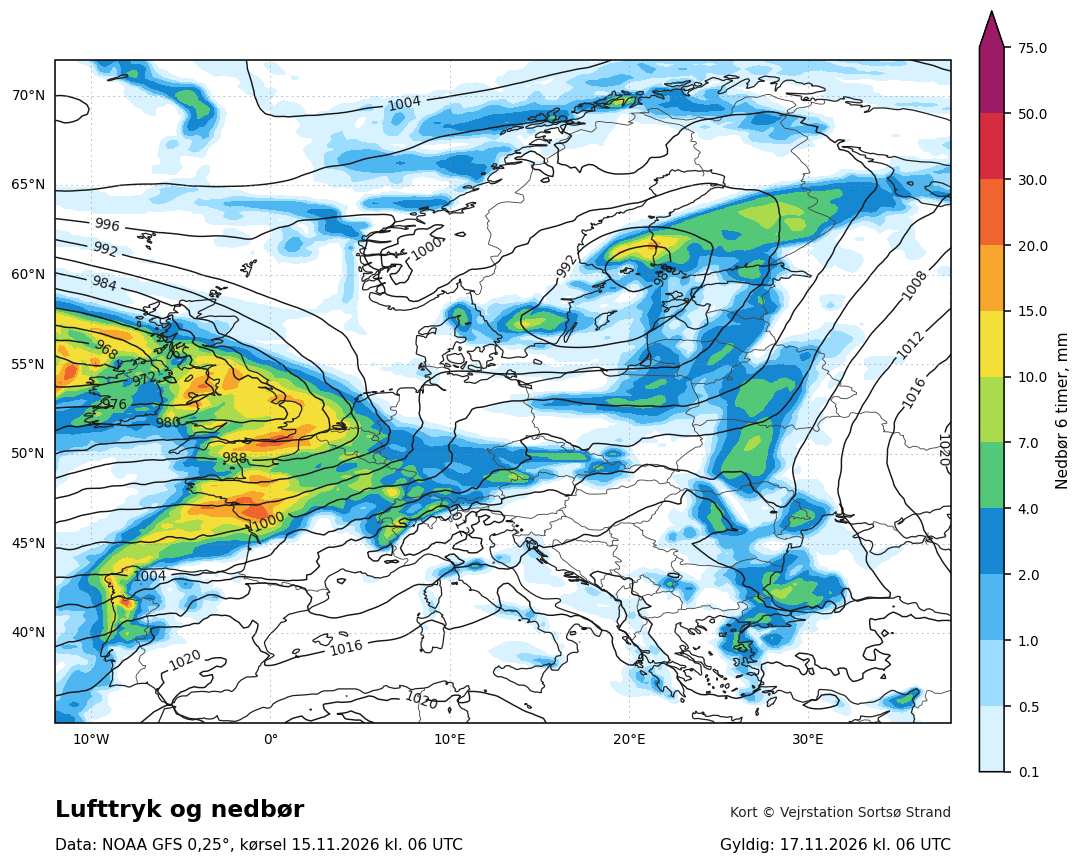 75.0
50.0
30.0
20.0
15.0
10.0
7.0
4.0
2.0
1.0
0.5
0.1
Nedbør 6 timer, mm
70°N
65°N
60°N
55°N
50°N
45°N
40°N
10°W
0°
10°E
20°E
30°E
1004
996
992
984
1000
992
1008
968
972
976
980
1012
1016
988
1020
1000
1004
1020
1016
1020
Lufttryk og nedbør
Kort © Vejrstation Sortsø Strand
Data: NOAA GFS 0,25°, kørsel 15.11.2026 kl. 06 UTC
Gyldig: 17.11.2026 kl. 06 UTC